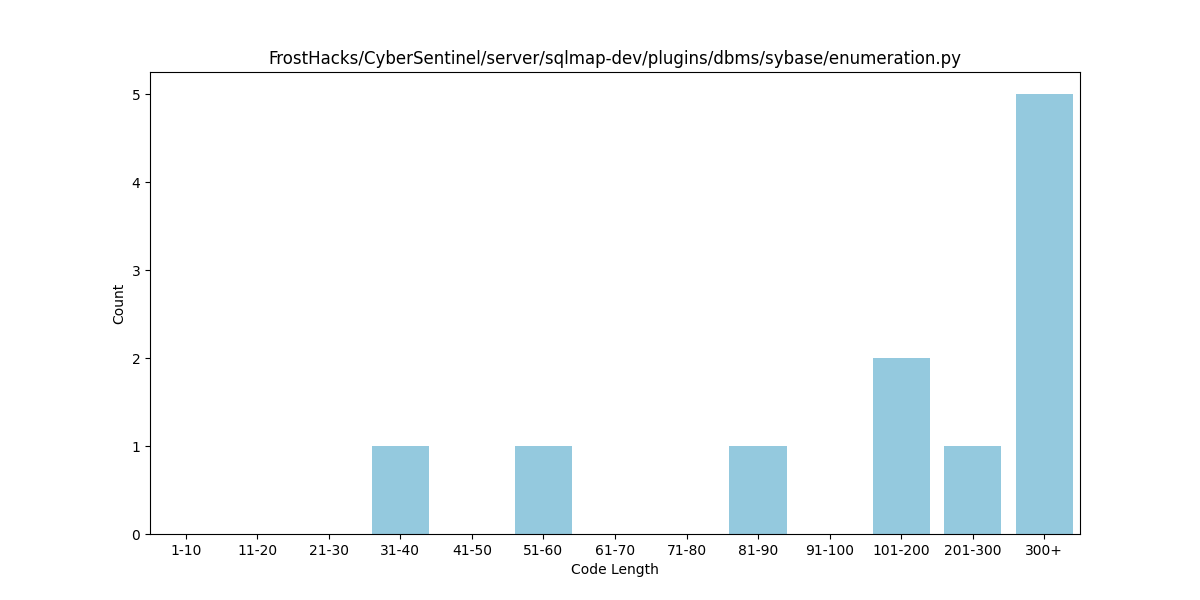 FrostHacks/CyberSentinel/server/sqlmap-dev/plugins/dbms/sybase/enumeration.py
5
4
3
2
1
0
Count
1-10 11-20 21-30 31-40 41-50 51-60 61-70 71-80 81-90 91-100 101-200 201-300 300+
Code Length